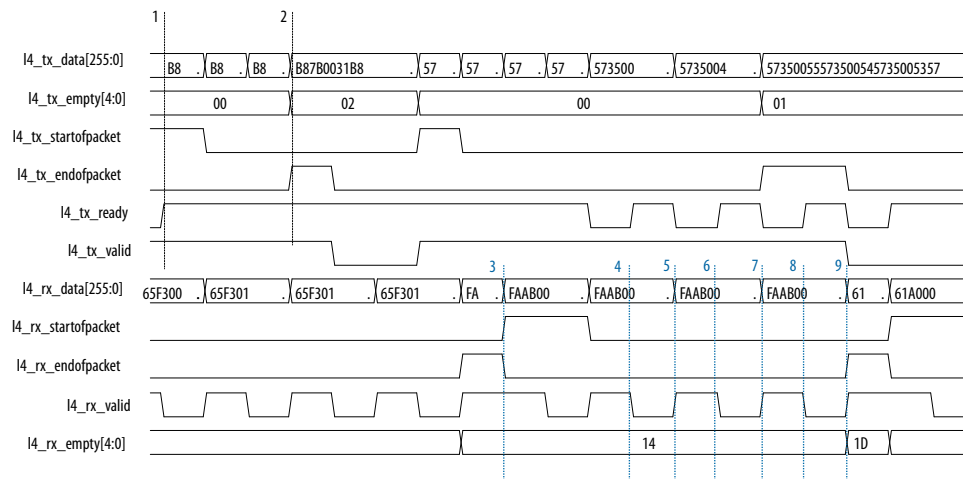 1 2
l4_tx_data[255:0] B8 . B8 . B8 . B87B0031B8 . 57 . 57 . 57 . 57 . 573500 . 5735004 . 57350055573500545735005357
l4_tx_empty[4:0] 00 02 00 01
l4_tx_startofpacket
l4_tx_endofpacket
l4_tx_ready
l4_tx_valid
3 4 5 6 7 8 9
l4_rx_data[255:0] 65F300 . 65F301 . 65F301 . 65F301 . FA . FAAB00 . FAAB00 . FAAB00 . FAAB00 . 61 . 61A000
l4_rx_startofpacket
l4_rx_endofpacket
l4_rx_valid
l4_rx_empty[4:0] 14 1D